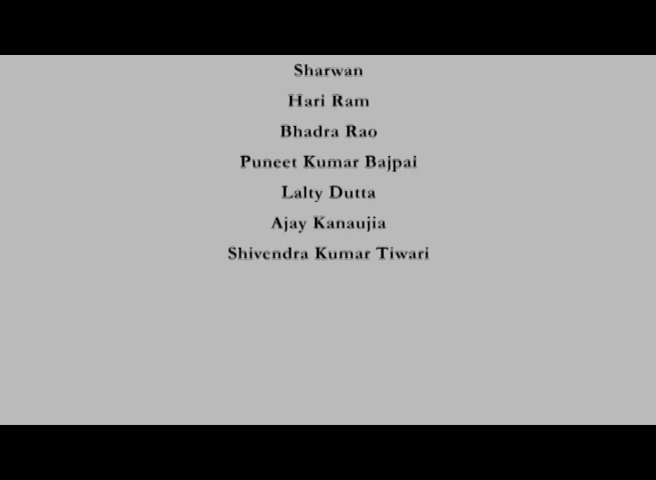 Sharwan
Hari Ram
Bhadra Rao
Puneet Kumar Bajpai
Lalty Dutta
Ajay Kanaujia
Shivendra Kumar Tiwari